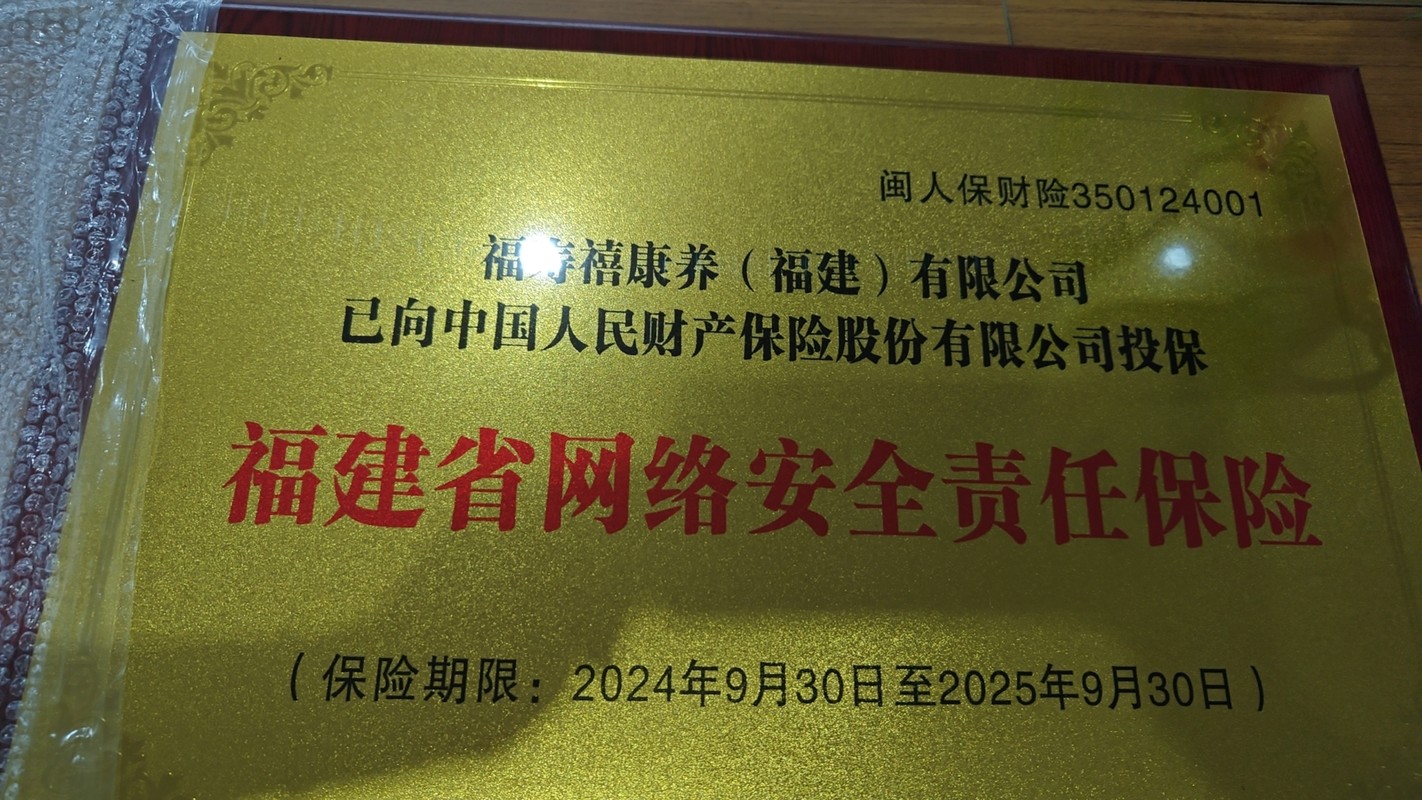 闽人保财险350124001
福寿禧康养（福建）有限公司
已向中国人民财产保险股份有限公司投保
福建省网络安全责任保险
（保险期限：2024年9月30日至2025年9月30日）